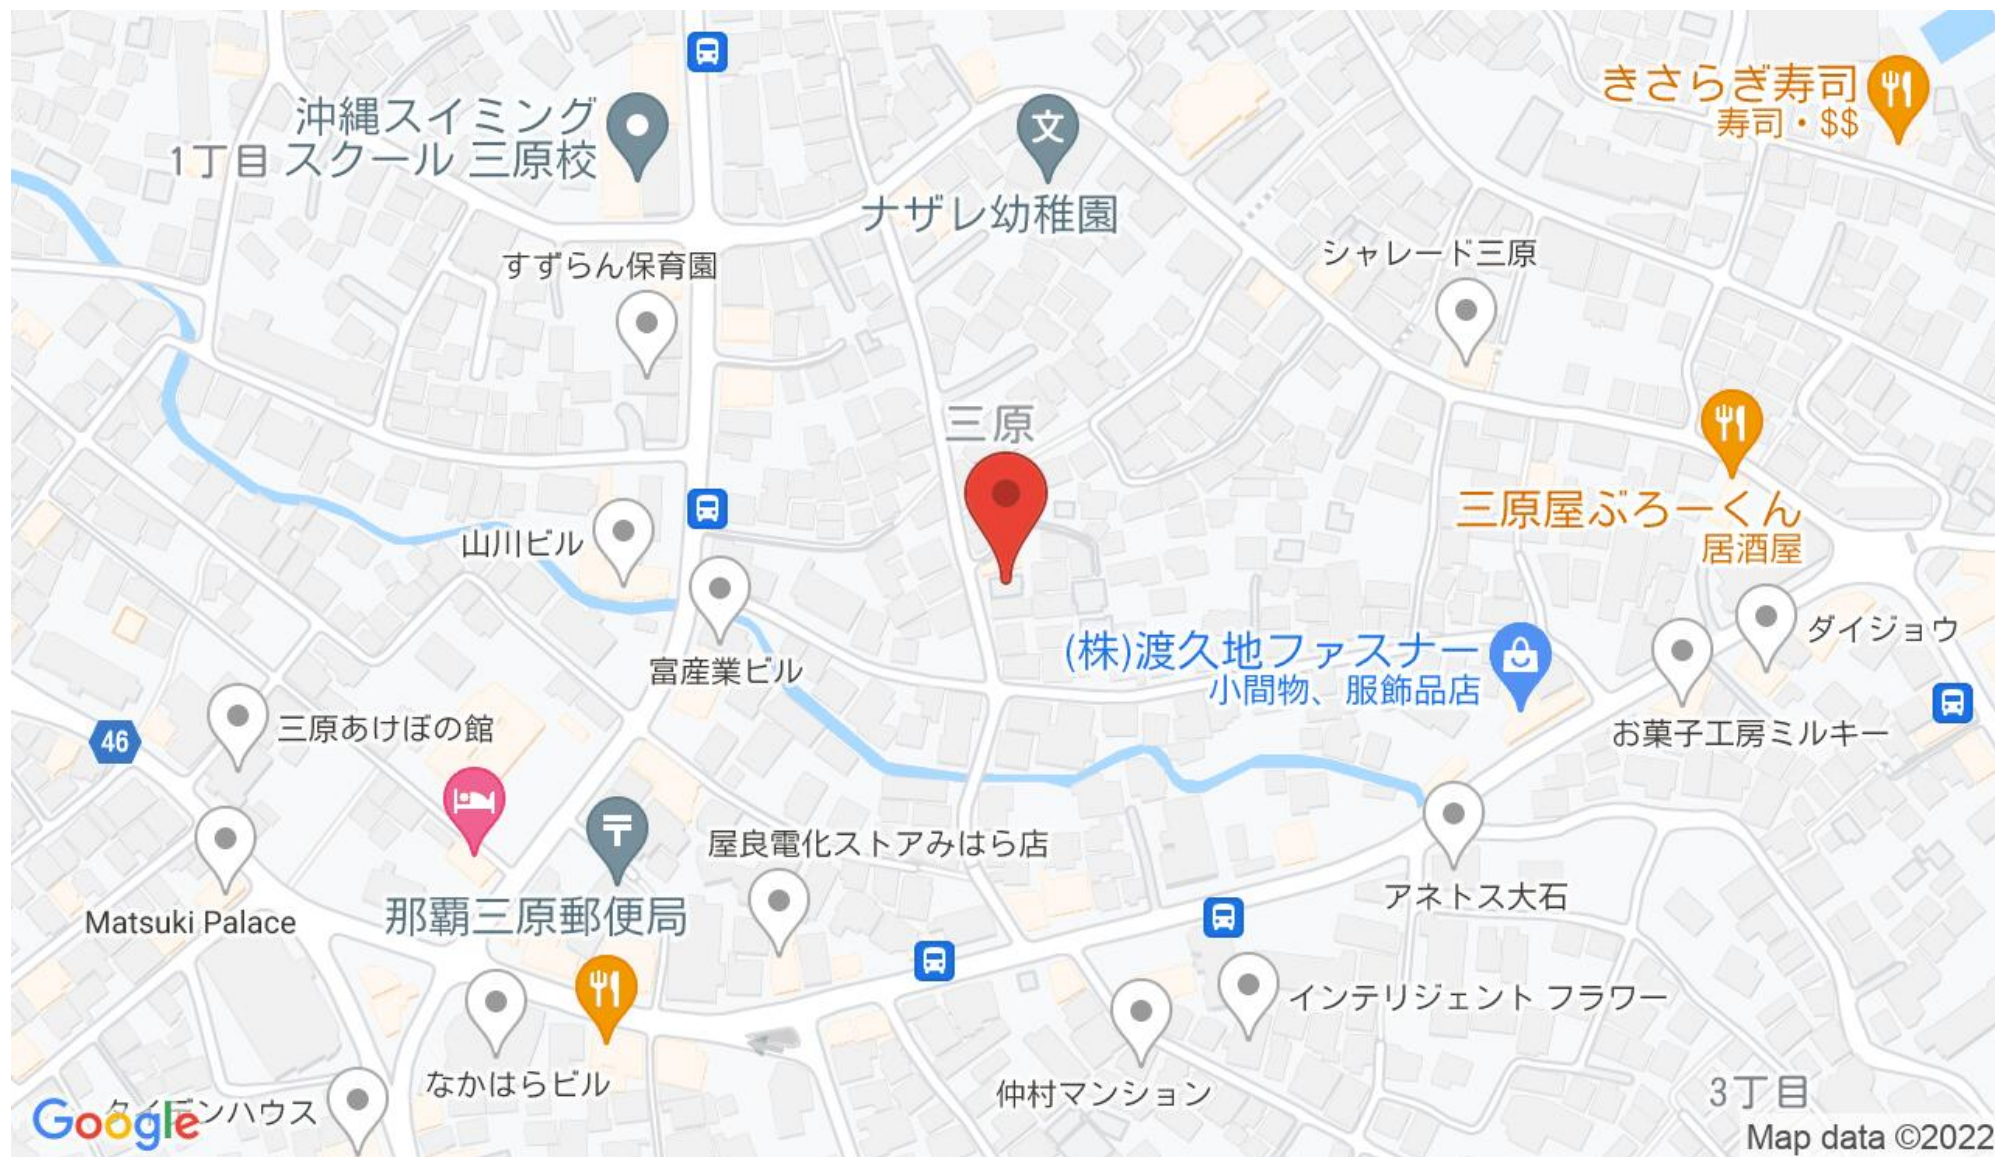 きさらぎ寿司
寿司・$$
沖縄スイミング
スクール 三原校
1丁目
ナザレ幼稚園
すずらん保育園
シャレード三原
三原
三原屋ぶろーくん
居酒屋
山川ビル
富産業ビル
(株)渡久地ファスナー
小間物、服飾品店
ダイジョウ
お菓子工房ミルキー
三原あけぼの館
46
屋良電化ストアみはら店
アネトス大石
Matsuki Palace
那覇三原郵便局
インテリジェント フラワー
なかはらビル
仲村マンション
3丁目
タイデンハウス
Google
Map data ©2022
文
〒